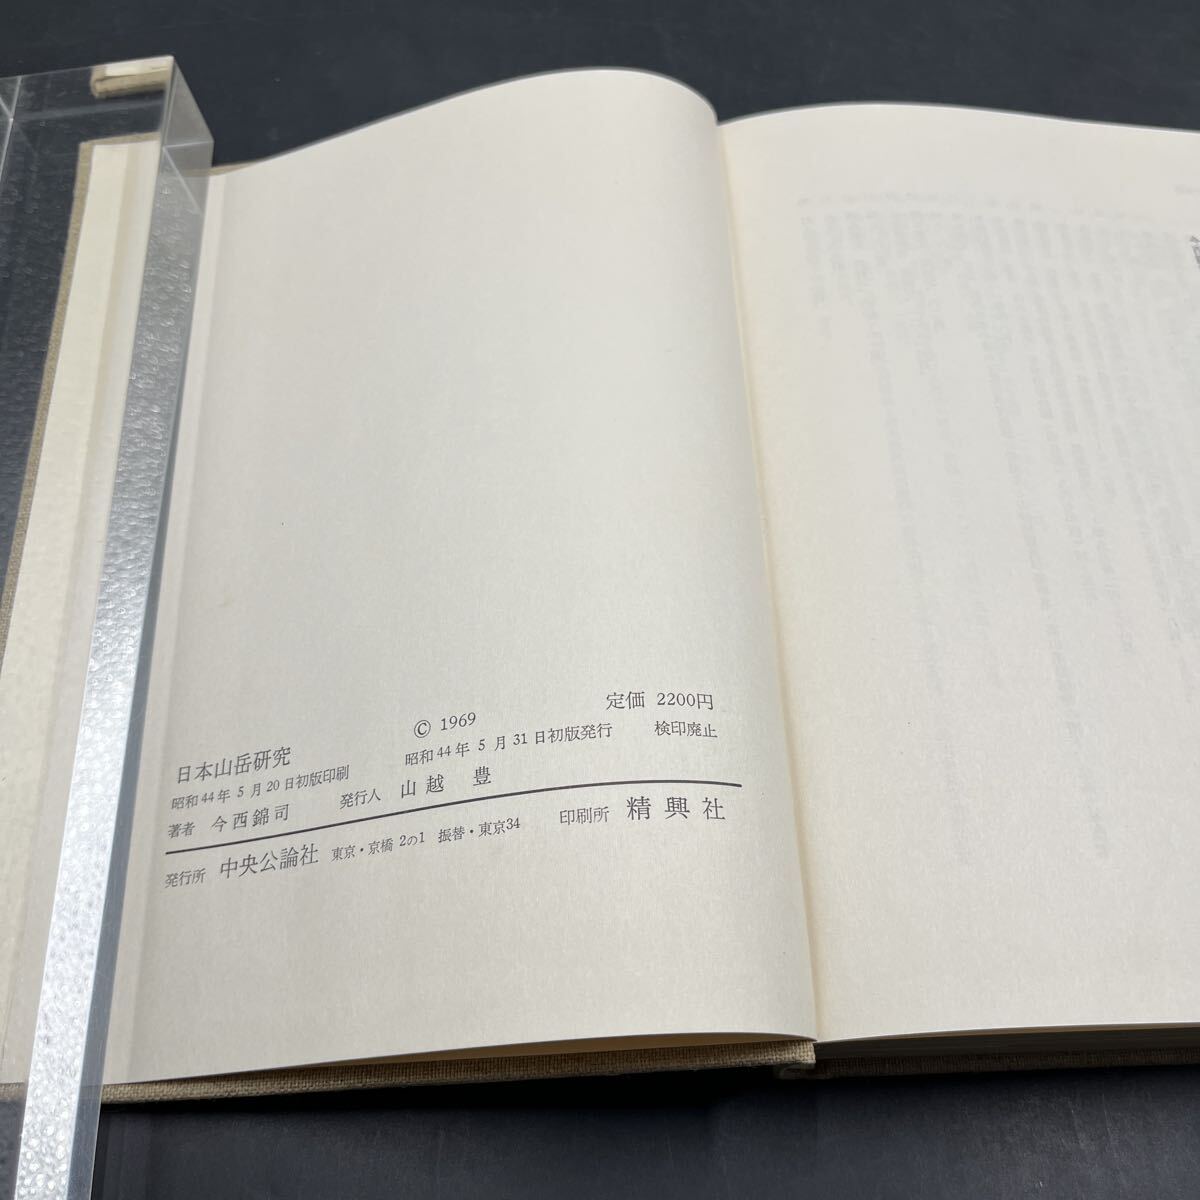 日本山岳研究 © 1969 定価 2200円
昭和44年5月20日初版印刷 昭和44年5月31日初版発行 検印廃止
著者 今西錦司 発行人 山越 豊
発行所 中央公論社 東京・京橋 2の1 振替・東京34 印刷所 精興社